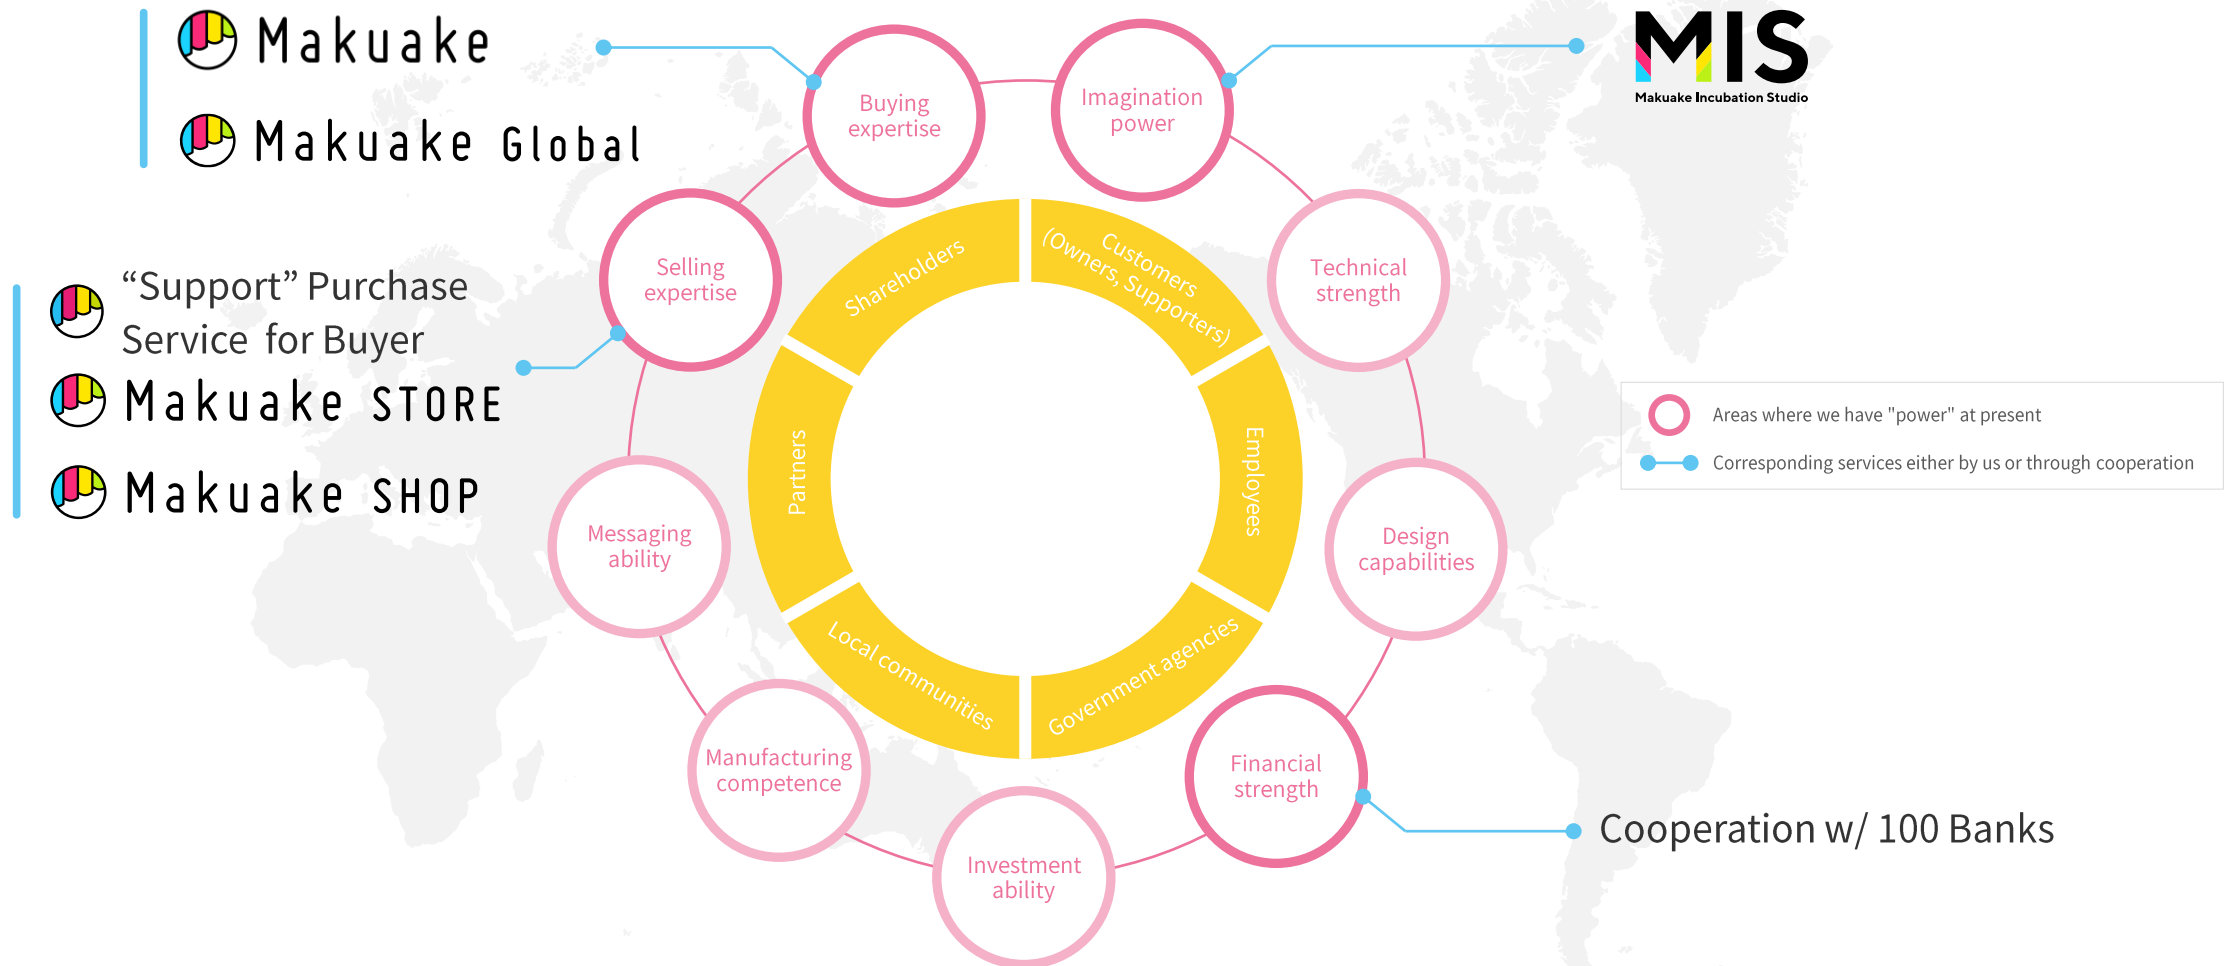 Makuake
Makuake Global
“Support” Purchase
Service for Buyer
Makuake STORE
Makuake SHOP
Buying
expertise
Imagination
power
MIS
Makuake Incubation Studio
Selling
expertise
Technical
strength
Shareholders
Customers
(Owners, Supporters)
Partners
Employees
Local communities
Government agencies
Areas where we have "power" at present
Corresponding services either by us or through cooperation
Messaging
ability
Design
capabilities
Manufacturing
competence
Financial
strength
Investment
ability
Cooperation w/ 100 Banks